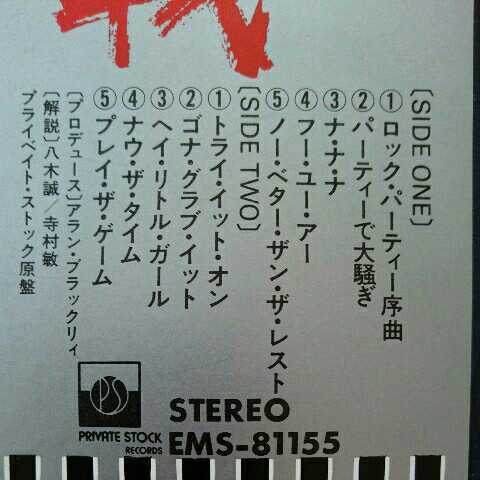 [SIDE ONE]
①ロック・パーティー序曲
②パーティーで大騒ぎ
③ナ・ナ・ナ
④フー・ユー・アー
⑤ノー・ベター・ザン・ザ・レスト
[SIDE TWO]
①トライ・イット・オン
②ゴナ・グラブ・イット
③ヘイ・リトル・ガール
④ナウ・ザ・タイム
⑤プレイ・ザ・ゲーム
〔プロデュース〕アラン・ブラックリィ
〔解説〕八木誠/寺村敏
プライベイト・ストック原盤
PS
PRIVATE STOCK
RECORDS
STEREO
EMS-81155